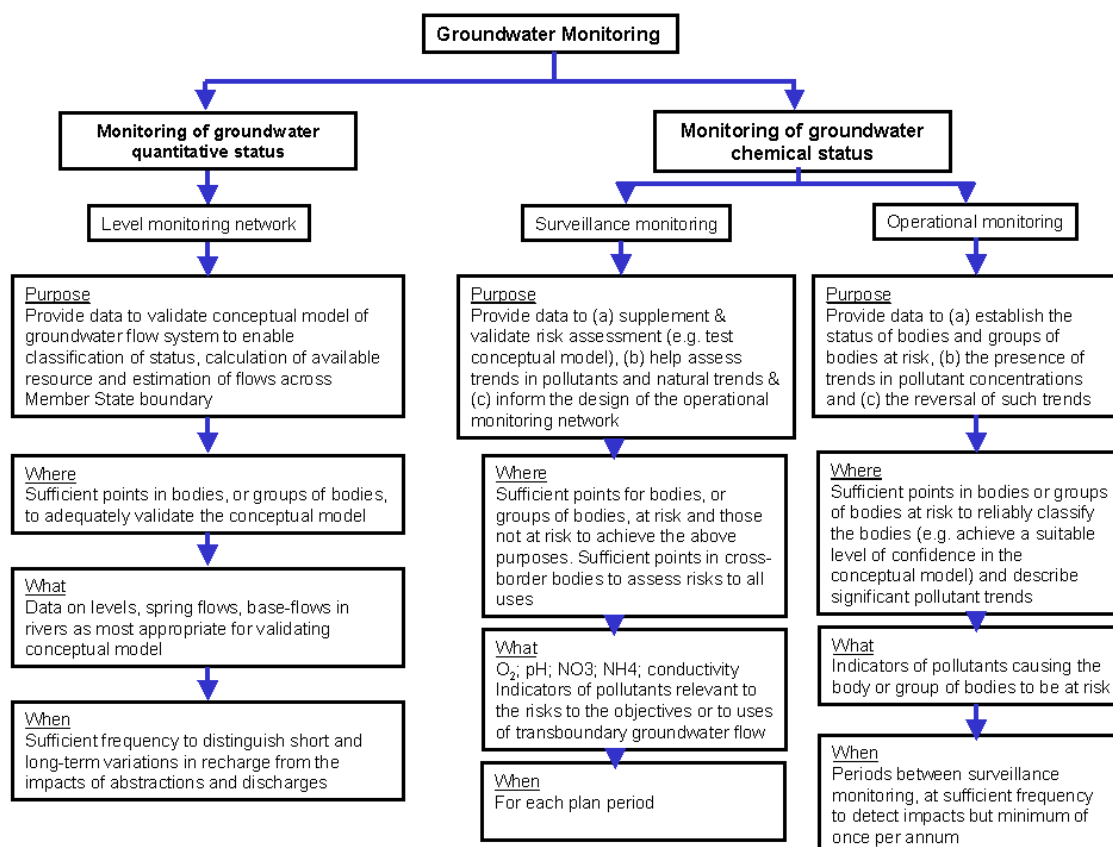 Groundwater Monitoring
Monitoring of groundwater
quantitative status
Monitoring of groundwater
chemical status
Level monitoring network
Surveillance monitoring
Operational monitoring
Purpose
Provide data to validate conceptual model of
groundwater flow system to enable
classification of status, calculation of available
resource and estimation of flows across
Member State boundary
Where
Sufficient points in bodies, or groups of bodies,
to adequately validate the conceptual model
What
Data on levels, spring flows, base-flows in
rivers as most appropriate for validating
conceptual model
When
Sufficient frequency to distinguish short and
long-term variations in recharge from the
impacts of abstractions and discharges
Purpose
Provide data to (a) supplement &
validate risk assessment (e.g. test
conceptual model), (b) help assess
trends in pollutants and natural trends &
(c) inform the design of the operational
monitoring network
Where
Sufficient points for bodies, or
groups of bodies, at risk and those
not at risk to achieve the above
purposes. Sufficient points in cross-
border bodies to assess risks to all
uses
What
O₂; pH; NO3; NH4; conductivity
Indicators of pollutants relevant to
the risks to the objectives or to uses
of transboundary groundwater flow
When
For each plan period
Purpose
Provide data to (a) establish the
status of bodies and groups of
bodies at risk, (b) the presence of
trends in pollutant concentrations
and (c) the reversal of such trends
Where
Sufficient points in bodies or groups
of bodies at risk to reliably classify
the bodies (e.g. achieve a suitable
level of confidence in the
conceptual model) and describe
significant pollutant trends
What
Indicators of pollutants causing the
body or group of bodies to be at risk
When
Periods between surveillance
monitoring, at sufficient frequency
to detect impacts but minimum of
once per annum